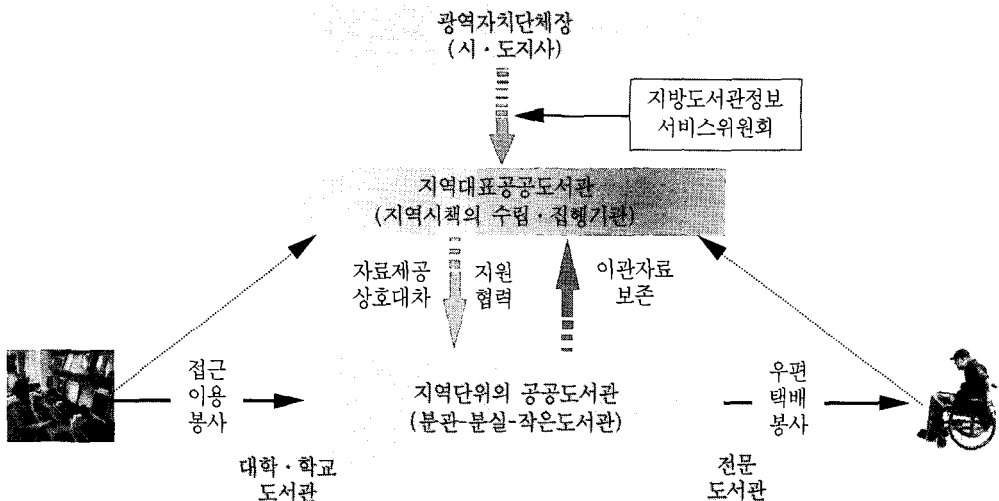 광역자치단체장
(시·도지사)
지방도서관정보
서비스위원회
지역대표공공도서관
(지역시책의 수립·집행기관)
자료제공
상호대차
지원
협력
이관자료
보존
접근
이용
봉사
지역단위의 공공도서관
(분관-분실-작은도서관)
우편
택배
봉사
대학·학교
도서관
전문
도서관